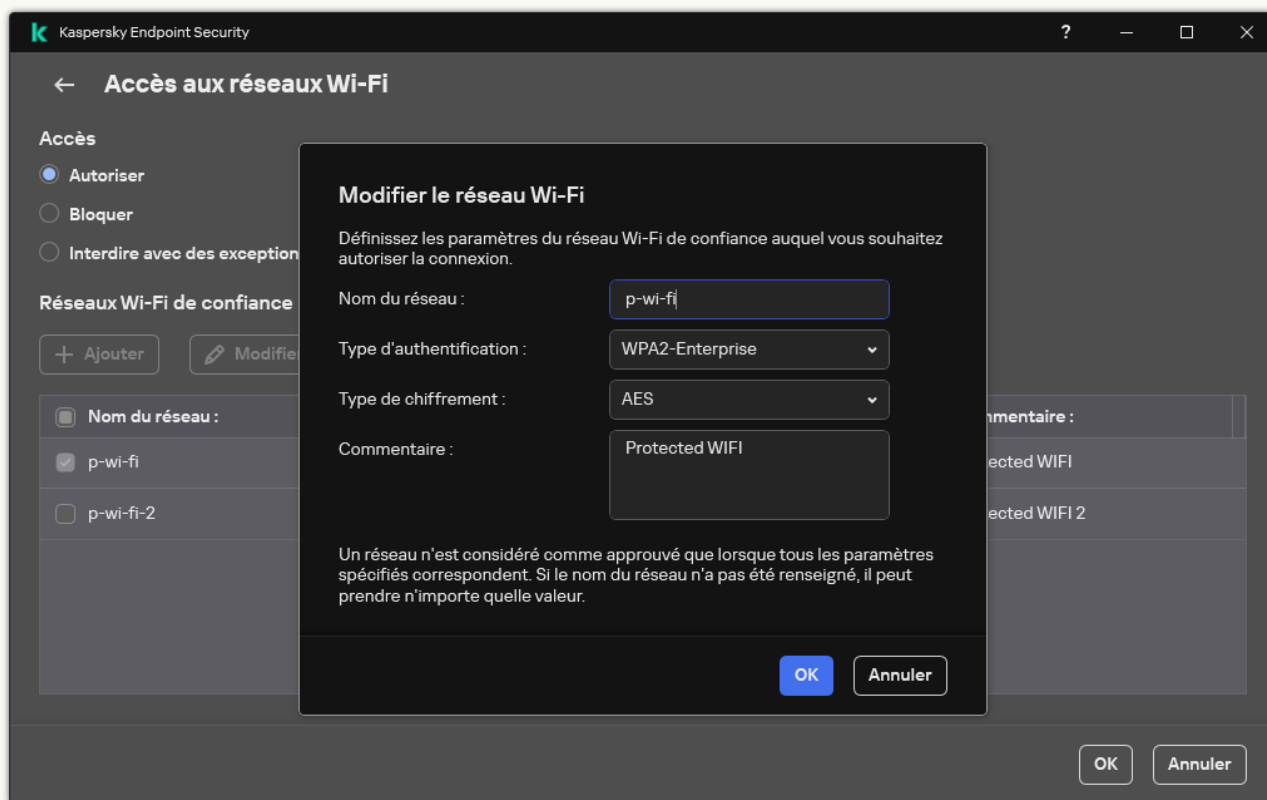 Kaspersky Endpoint Security
?
Accès aux réseaux Wi-Fi
Accès
Autoriser
Bloquer
Interdire avec des exception
Réseaux Wi-Fi de confiance
+ Ajouter
Modifie
Nom du réseau :
mmentaire :
p-wi-fi
ected WIFI
p-wi-fi-2
ected WIFI 2
Modifier le réseau Wi-Fi
Définissez les paramètres du réseau Wi-Fi de confiance auquel vous souhaitez
autoriser la connexion.
Nom du réseau :
p-wi-fi
Type d'authentification :
WPA2-Enterprise
Type de chiffrement :
AES
Commentaire :
Protected WIFI
Un réseau n'est considéré comme approuvé que lorsque tous les paramètres
spécifiés correspondent. Si le nom du réseau n'a pas été renseigné, il peut
prendre n'importe quelle valeur.
OK
Annuler
OK
Annuler